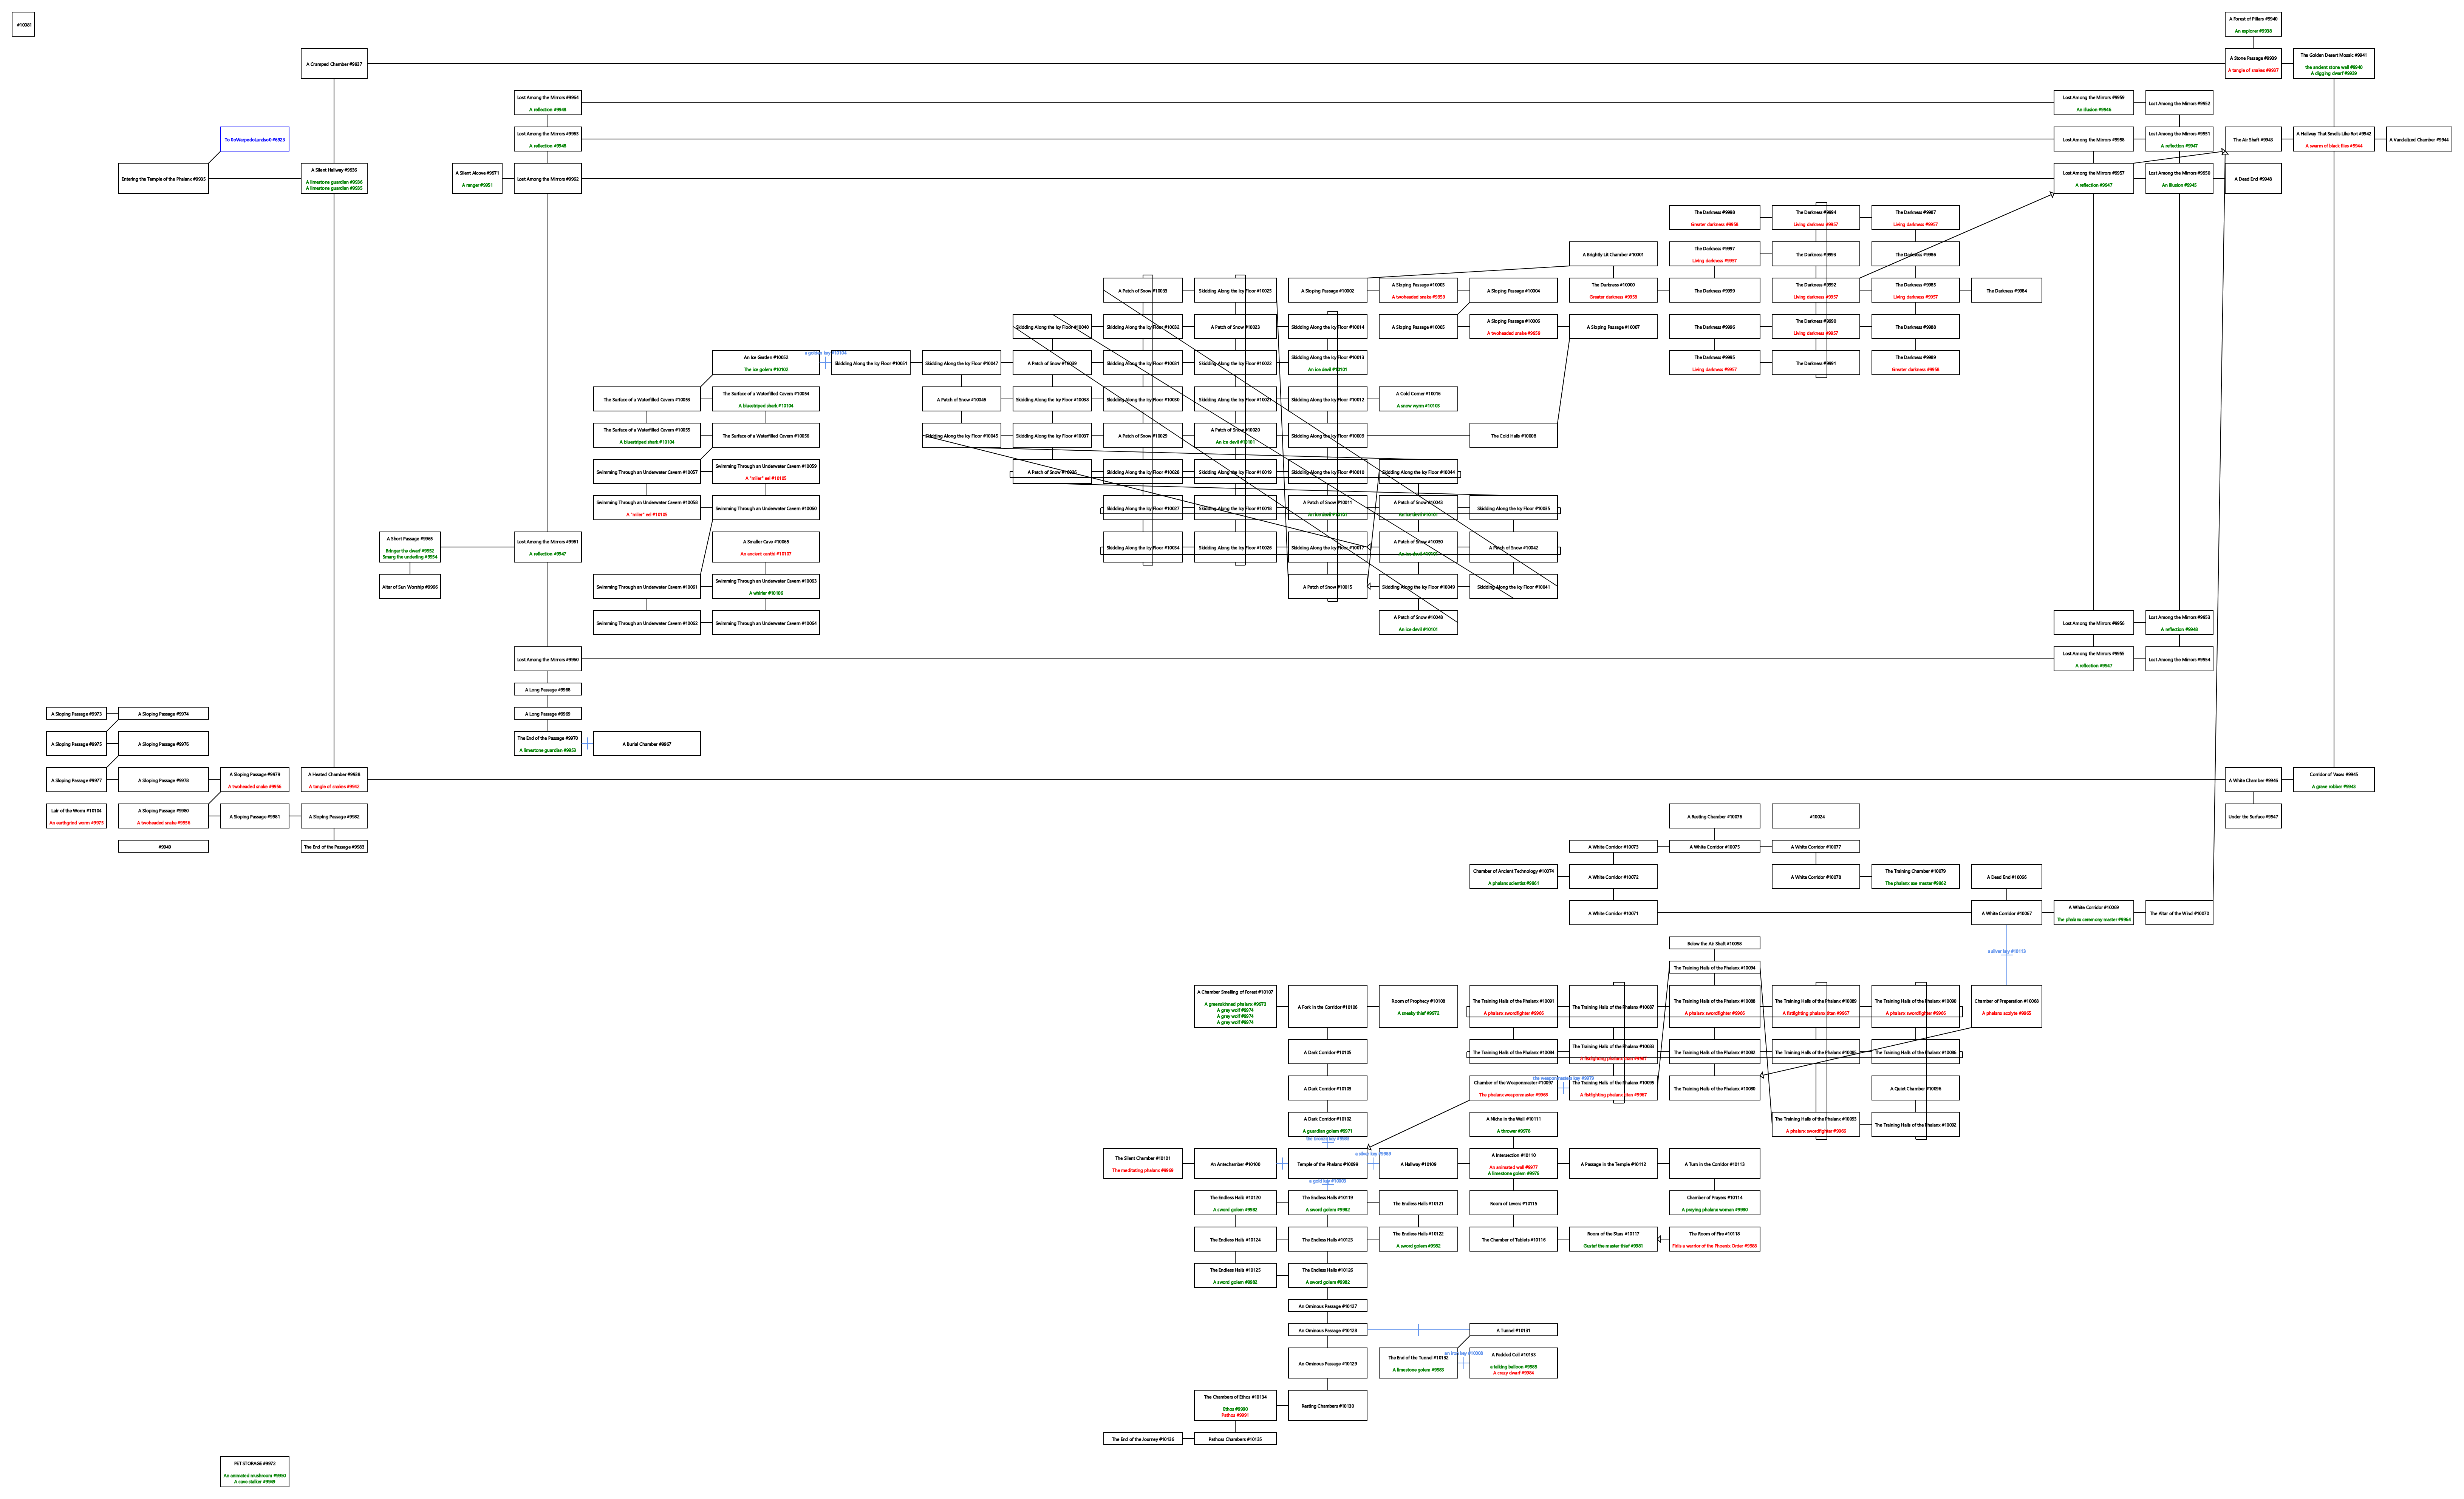 #10081
A Forest of Pillars #9940
An explorer #9938
A Cramped Chamber #9937
A Stone Passage #9939
A tangle of snakes #9937
The Golden Desert Mosaic #9941
the ancient stone wall #9940
A digging dwarf #9939
Lost Among the Mirrors #9964
A reflection #9948
Lost Among the Mirrors #9959
An illusion #9946
Lost Among the Mirrors #9952
Lost Among the Mirrors #9963
A reflection #9948
Lost Among the Mirrors #9958
Lost Among the Mirrors #9951
A reflection #9947
The Air Shaft #9943
A Hallway That Smells Like Rot #9942
A swarm of black flies #9944
A Vandalized Chamber #9944
Entering the Temple of the Phalanx #9935
A Silent Hallway #9936
A limestone guardian #9936
A limestone guardian #9935
A Silent Alcove #9971
A ranger #9951
Lost Among the Mirrors #9962
Lost Among the Mirrors #9957
A reflection #9947
Lost Among the Mirrors #9950
An illusion #9945
A Dead End #9948
The Darkness #9998
Greater darkness #9958
The Darkness #9994
Living darkness #9957
The Darkness #9987
Living darkness #9957
A Brightly Lit Chamber #10001
The Darkness #9997
Living darkness #9957
The Darkness #9993
The Darkness #9986
A Patch of Snow #10033
Skidding Along the Icy Floor #10025
A Sloping Passage #10002
A Sloping Passage #10003
A twoheaded snake #9959
A Sloping Passage #10004
The Darkness #10000
Greater darkness #9958
The Darkness #9999
The Darkness #9992
Living darkness #9957
The Darkness #9985
Living darkness #9957
The Darkness #9984
Skidding Along the Icy Floor #10040
Skidding Along the Icy Floor #10032
A Patch of Snow #10023
Skidding Along the Icy Floor #10014
A Sloping Passage #10005
A Sloping Passage #10006
A twoheaded snake #9959
A Sloping Passage #10007
The Darkness #9996
The Darkness #9990
Living darkness #9957
The Darkness #9988
An Ice Garden #10052
The ice golem #10102
a golden key #10104
Skidding Along the Icy Floor #10051
Skidding Along the Icy Floor #10047
A Patch of Snow #10039
Skidding Along the Icy Floor #10031
Skidding Along the Icy Floor #10022
Skidding Along the Icy Floor #10013
An ice devil #10101
The Darkness #9995
Living darkness #9957
The Darkness #9991
The Darkness #9989
Greater darkness #9958
The Surface of a Waterfilled Cavern #10053
The Surface of a Waterfilled Cavern #10054
A bluestriped shark #10104
A Patch of Snow #10046
Skidding Along the Icy Floor #10038
Skidding Along the Icy Floor #10030
Skidding Along the Icy Floor #10021
Skidding Along the Icy Floor #10012
A Cold Corner #10016
A snow wyrm #10103
The Surface of a Waterfilled Cavern #10055
A bluestriped shark #10104
The Surface of a Waterfilled Cavern #10056
Skidding Along the Icy Floor #10045
Skidding Along the Icy Floor #10037
A Patch of Snow #10029
A Patch of Snow #10020
An ice devil #10101
Skidding Along the Icy Floor #10009
The Cold Halls #10008
Swimming Through an Underwater Cavern #10057
Swimming Through an Underwater Cavern #10059
A "roller" eel #10105
A Patch of Snow #10036
Skidding Along the Icy Floor #10028
Skidding Along the Icy Floor #10019
Skidding Along the Icy Floor #10010
Skidding Along the Icy Floor #10044
Swimming Through an Underwater Cavern #10058
A "roller" eel #10105
Swimming Through an Underwater Cavern #10060
Skidding Along the Icy Floor #10027
Skidding Along the Icy Floor #10018
A Patch of Snow #10011
An ice devil #10101
A Patch of Snow #10043
An ice devil #10101
Skidding Along the Icy Floor #10035
A Short Passage #9965
Bringar the dwarf #9952
Smarg the underling #9954
Lost Among the Mirrors #9961
A reflection #9947
A Smaller Cave #10065
An ancient canthi #10107
Skidding Along the Icy Floor #10034
Skidding Along the Icy Floor #10026
Skidding Along the Icy Floor #10017
A Patch of Snow #10050
An ice devil #10101
A Patch of Snow #10042
Altar of Sun Worship #9966
Swimming Through an Underwater Cavern #10061
Swimming Through an Underwater Cavern #10063
A whirler #10106
A Patch of Snow #10015
Skidding Along the Icy Floor #10049
Skidding Along the Icy Floor #10041
Swimming Through an Underwater Cavern #10062
Swimming Through an Underwater Cavern #10064
A Patch of Snow #10048
An ice devil #10101
Lost Among the Mirrors #9956
Lost Among the Mirrors #9953
A reflection #9948
Lost Among the Mirrors #9960
Lost Among the Mirrors #9955
A reflection #9947
Lost Among the Mirrors #9954
A Long Passage #9968
A Sloping Passage #9973
A Sloping Passage #9974
A Long Passage #9969
A Sloping Passage #9975
A Sloping Passage #9976
The End of the Passage #9970
A limestone guardian #9953
A Burial Chamber #9967
A Sloping Passage #9977
A Sloping Passage #9978
A Sloping Passage #9979
A twoheaded snake #9956
A Heated Chamber #9938
A tangle of snakes #9942
A White Chamber #9946
Corridor of Vases #9945
A grave robber #9943
Lair of the Worm #10104
An earthgrind worm #9975
A Sloping Passage #9980
A twoheaded snake #9956
A Sloping Passage #9981
A Sloping Passage #9982
A Resting Chamber #10076
#10024
Under the Surface #9947
#9949
The End of the Passage #9983
A White Corridor #10073
A White Corridor #10075
A White Corridor #10077
Chamber of Ancient Technology #10074
A phalanx scientist #9961
A White Corridor #10072
A White Corridor #10078
The Training Chamber #10079
The phalanx axe master #9962
A Dead End #10066
A White Corridor #10071
A White Corridor #10067
A White Corridor #10069
The phalanx ceremony master #9964
The Altar of the Wind #10070
Below the Air Shaft #10098
a silver key #10113
The Training Halls of the Phalanx #10094
A Chamber Smelling of Forest #10107
A greenskinned phalanx #9973
A grey wolf #9974
A grey wolf #9974
A grey wolf #9974
A Fork in the Corridor #10106
Room of Prophecy #10108
A sneaky thief #9972
The Training Halls of the Phalanx #10091
A phalanx swordfighter #9966
The Training Halls of the Phalanx #10087
The Training Halls of the Phalanx #10088
A phalanx swordfighter #9966
The Training Halls of the Phalanx #10089
A fistfighting phalanx titan #9967
The Training Halls of the Phalanx #10090
A phalanx swordfighter #9966
Chamber of Preparation #10068
A phalanx acolyte #9965
A Dark Corridor #10105
The Training Halls of the Phalanx #10084
The Training Halls of the Phalanx #10083
A fistfighting phalanx titan #9967
The Training Halls of the Phalanx #10082
The Training Halls of the Phalanx #10085
The Training Halls of the Phalanx #10086
A Dark Corridor #10103
Chamber of the Weaponmaster #10097
The phalanx weaponmaster #9968
The Training Halls of the Phalanx #10095
A fistfighting phalanx titan #9967
The Training Halls of the Phalanx #10080
A Quiet Chamber #10096
A Dark Corridor #10102
A guardian golem #9971
A Niche in the Wall #10111
A thrower #9978
The Training Halls of the Phalanx #10093
A phalanx swordfighter #9966
The Training Halls of the Phalanx #10092
the bronze key #9983
The Silent Chamber #10101
The meditating phalanx #9969
An Antechamber #10100
Temple of the Phalanx #10099
a silver key #9989
A Hallway #10109
A Intersection #10110
An animated wall #9977
A limestone golem #9976
A Passage in the Temple #10112
A Turn in the Corridor #10113
a gold key #10003
The Endless Halls #10120
A sword golem #9982
The Endless Halls #10119
A sword golem #9982
The Endless Halls #10121
Room of Levers #10115
Chamber of Prayers #10114
A praying phalanx woman #9980
The Endless Halls #10124
The Endless Halls #10123
The Endless Halls #10122
A sword golem #9982
The Chamber of Tablets #10116
Room of the Stars #10117
Gustaf the master thief #9981
The Room of Fire #10118
Firila a warrior of the Phoenix Order #9986
The Endless Halls #10125
A sword golem #9982
The Endless Halls #10126
A sword golem #9982
An Ominous Passage #10127
An Ominous Passage #10128
A Tunnel #10131
An Ominous Passage #10129
The End of the Tunnel #10132
A limestone golem #9983
an iron key #10008
A Padded Cell #10133
a talking balloon #9985
A crazy dwarf #9984
The Chambers of Ethos #10134
Ethos #9990
Pathos #9991
Resting Chambers #10130
The End of the Journey #10136
Pathoss Chambers #10135
PET STORAGE #9972
An animated mushroom #9950
A cave stalker #9949